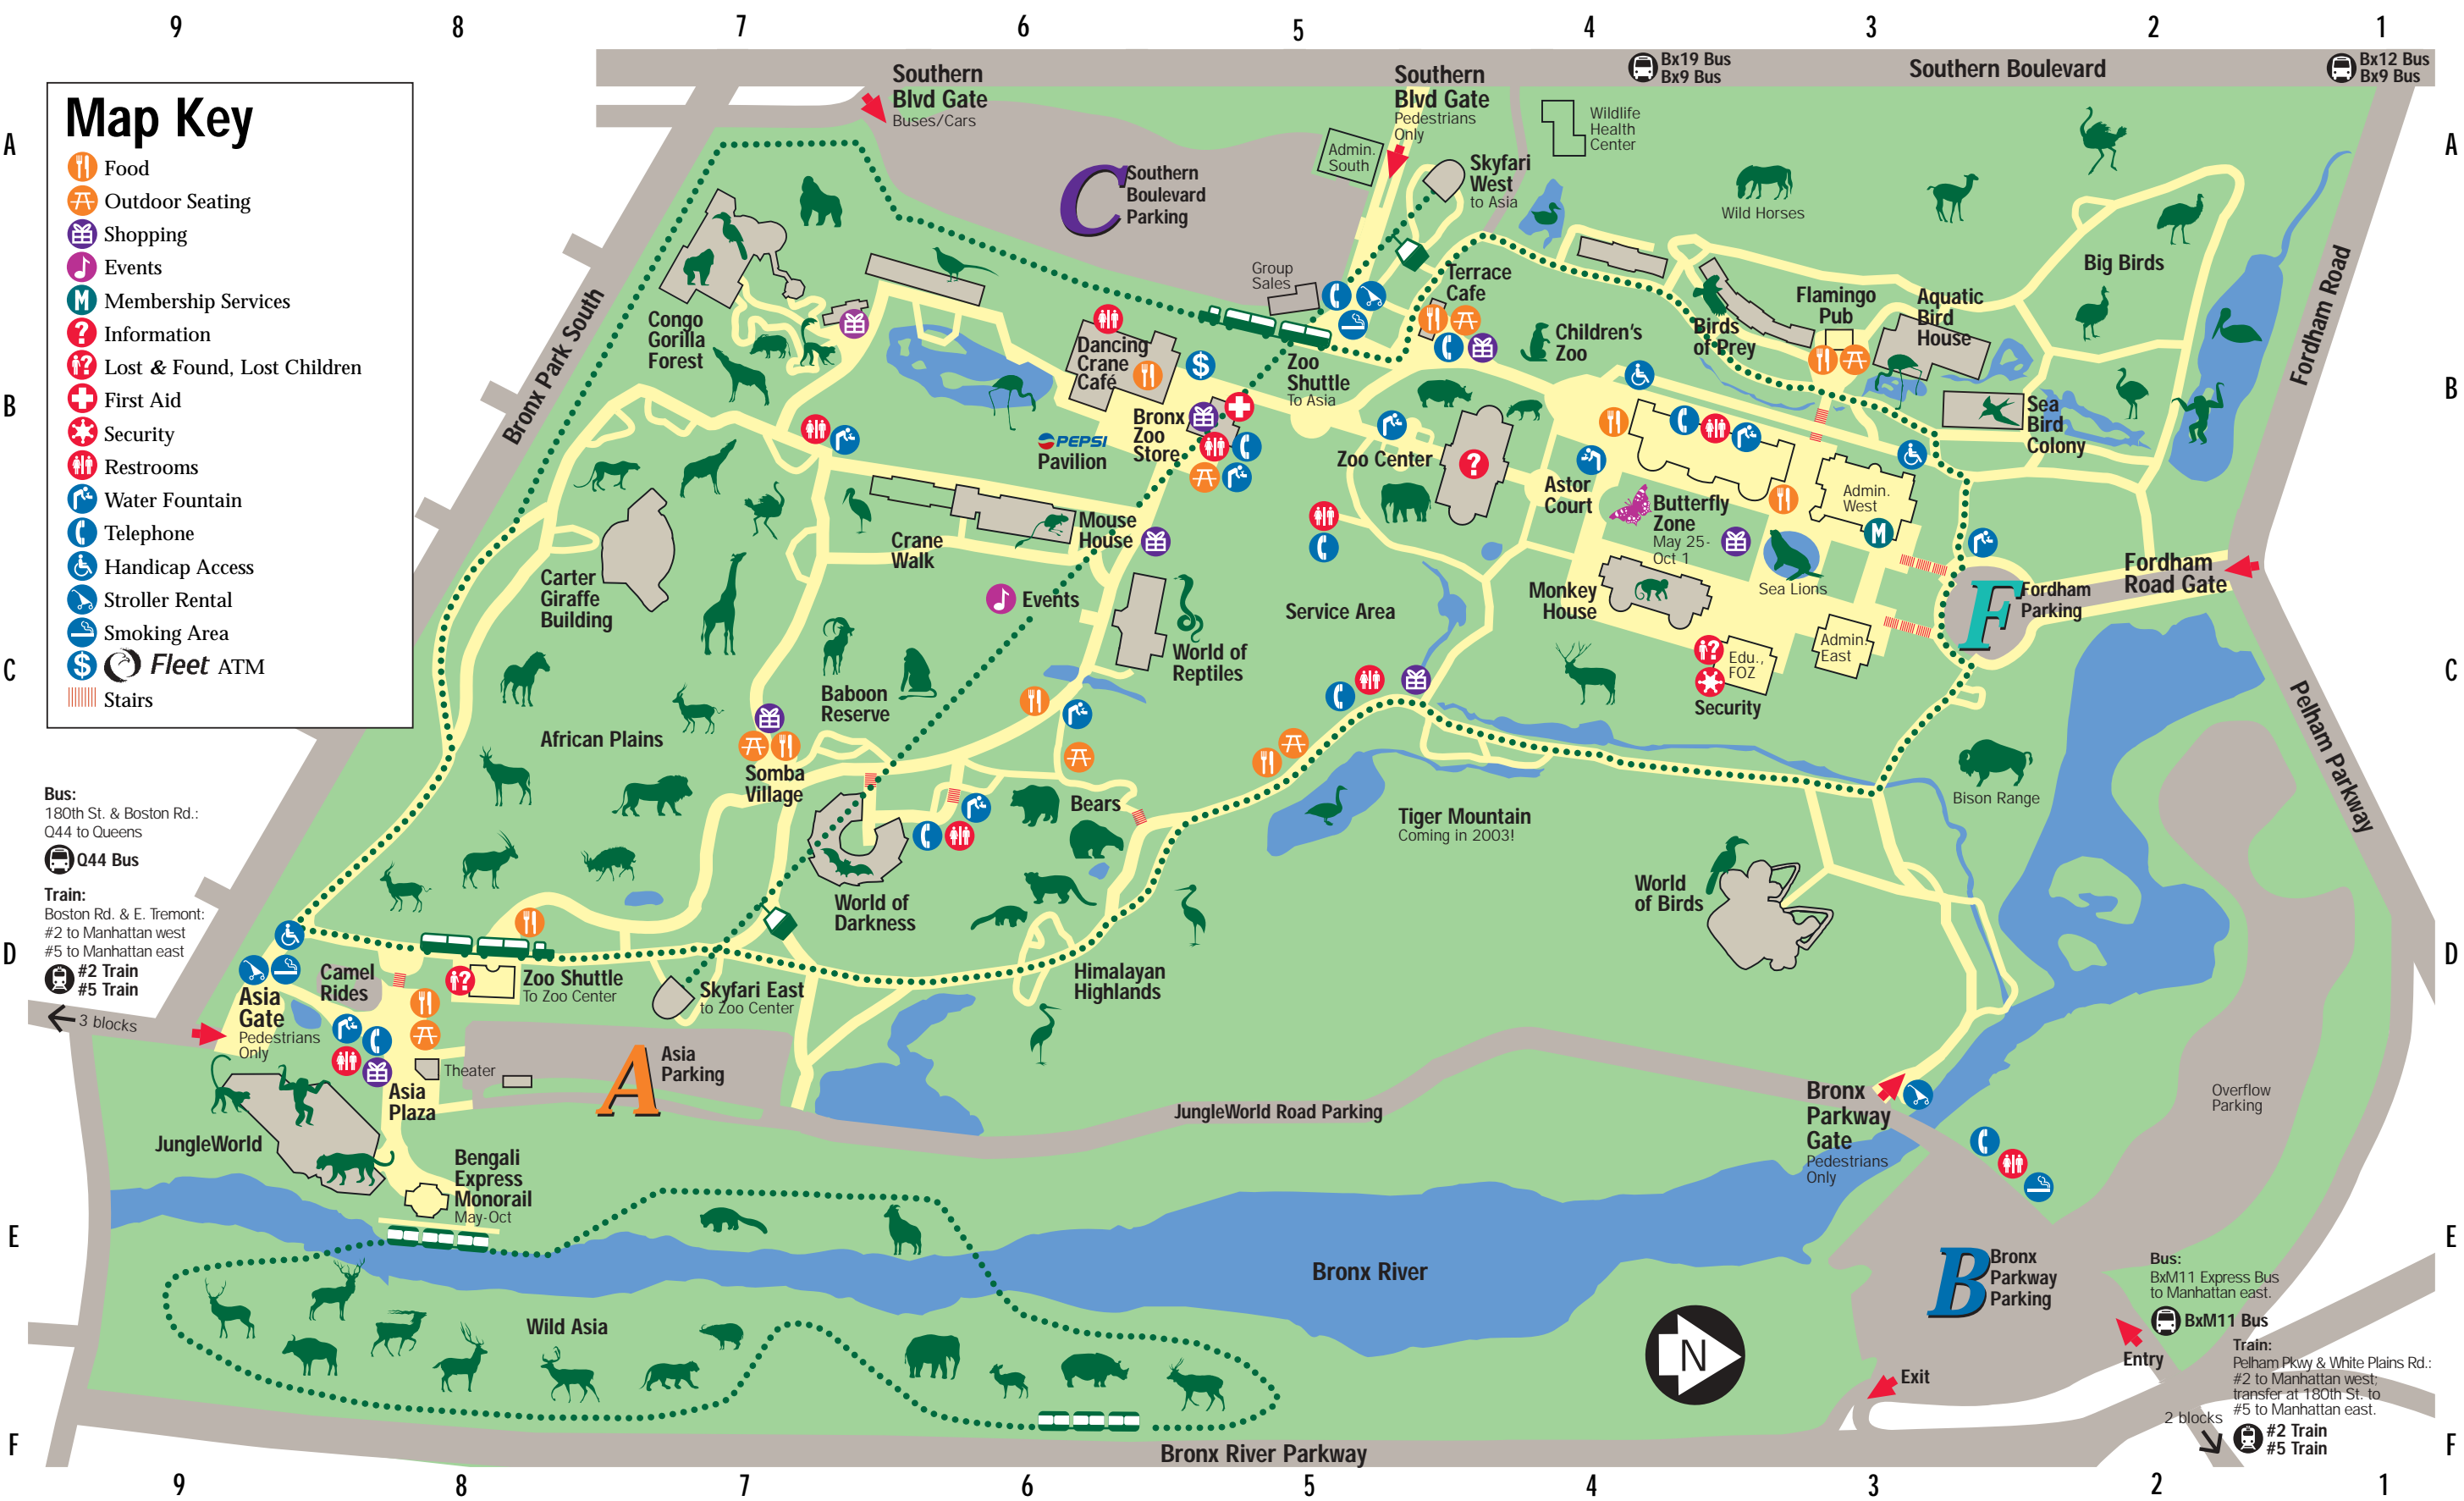 9 8 7 6 5 4 3 2 1
A
B
C
D
E
F
Map Key
Food
Outdoor Seating
Shopping
Events
M Membership Services
? Information
? Lost & Found, Lost Children
First Aid
Security
Restrooms
Water Fountain
Telephone
Handicap Access
Stroller Rental
Smoking Area
$ Fleet ATM
Stairs
Southern
Blvd Gate
Buses/Cars
Southern
Blvd Gate
Pedestrians
Only
Bx19 Bus
Bx9 Bus
Southern Boulevard
Bx12 Bus
Bx9 Bus
Admin.
South
C
Southern
Boulevard
Parking
Skyfari
West
to Asia
Wildlife
Health
Center
Wild Horses
Big Birds
Fordham Road
Bronx Park South
Group
Sales
Terrace
Cafe
Congo
Gorilla
Forest
Dancing
Crane
Café
$
Zoo
Shuttle
To Asia
Children's
Zoo
Birds
of Prey
Flamingo
Pub
Aquatic
Bird
House
Sea
Bird
Colony
PEPSI
Pavilion
Bronx
Zoo
Store
Zoo Center
?
Astor
Court
Butterfly
Zone
May 25-
Oct 1
Admin.
West
M
Sea Lions
Crane
Walk
Mouse
House
Carter
Giraffe
Building
Events
World of
Reptiles
Service Area
Monkey
House
?
Edu.,
FOZ
Security
Admin.
East
F
Fordham
Parking
Fordham
Road Gate
Pelham Parkway
Baboon
Reserve
African Plains
Somba
Village
Bears
Tiger Mountain
Coming in 2003!
Bison Range
World
of Birds
World of
Darkness
Himalayan
Highlands
Bus:
180th St. & Boston Rd.:
Q44 to Queens
Q44 Bus
Train:
Boston Rd. & E. Tremont:
#2 to Manhattan west
#5 to Manhattan east
#2 Train
#5 Train
3 blocks
Asia
Gate
Pedestrians
Only
Camel
Rides
?
Zoo Shuttle
To Zoo Center
Skyfari East
to Zoo Center
Theater
Asia
Plaza
A
Asia
Parking
JungleWorld
JungleWorld Road Parking
Bengali
Express
Monorail
May-Oct
Bronx
Parkway
Gate
Pedestrians
Only
Overflow
Parking
Bronx River
Wild Asia
N
B
Bronx
Parkway
Parking
Exit
Entry
Bus:
BxM11 Express Bus
to Manhattan east.
BxM11 Bus
Train:
Pelham Pkwy & White Plains Rd.:
#2 to Manhattan west;
transfer at 180th St. to
#5 to Manhattan east.
2 blocks
#2 Train
#5 Train
Bronx River Parkway
A
B
C
D
E
F
9 8 7 6 5 4 3 2 1